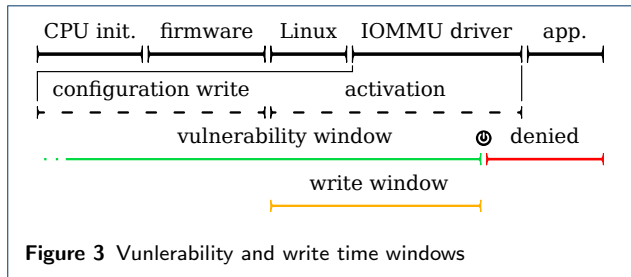 CPU init. firmware Linux IOMMU driver app.
configuration write activation
vulnerability window denied
write window
Figure 3 Vunlerability and write time windows